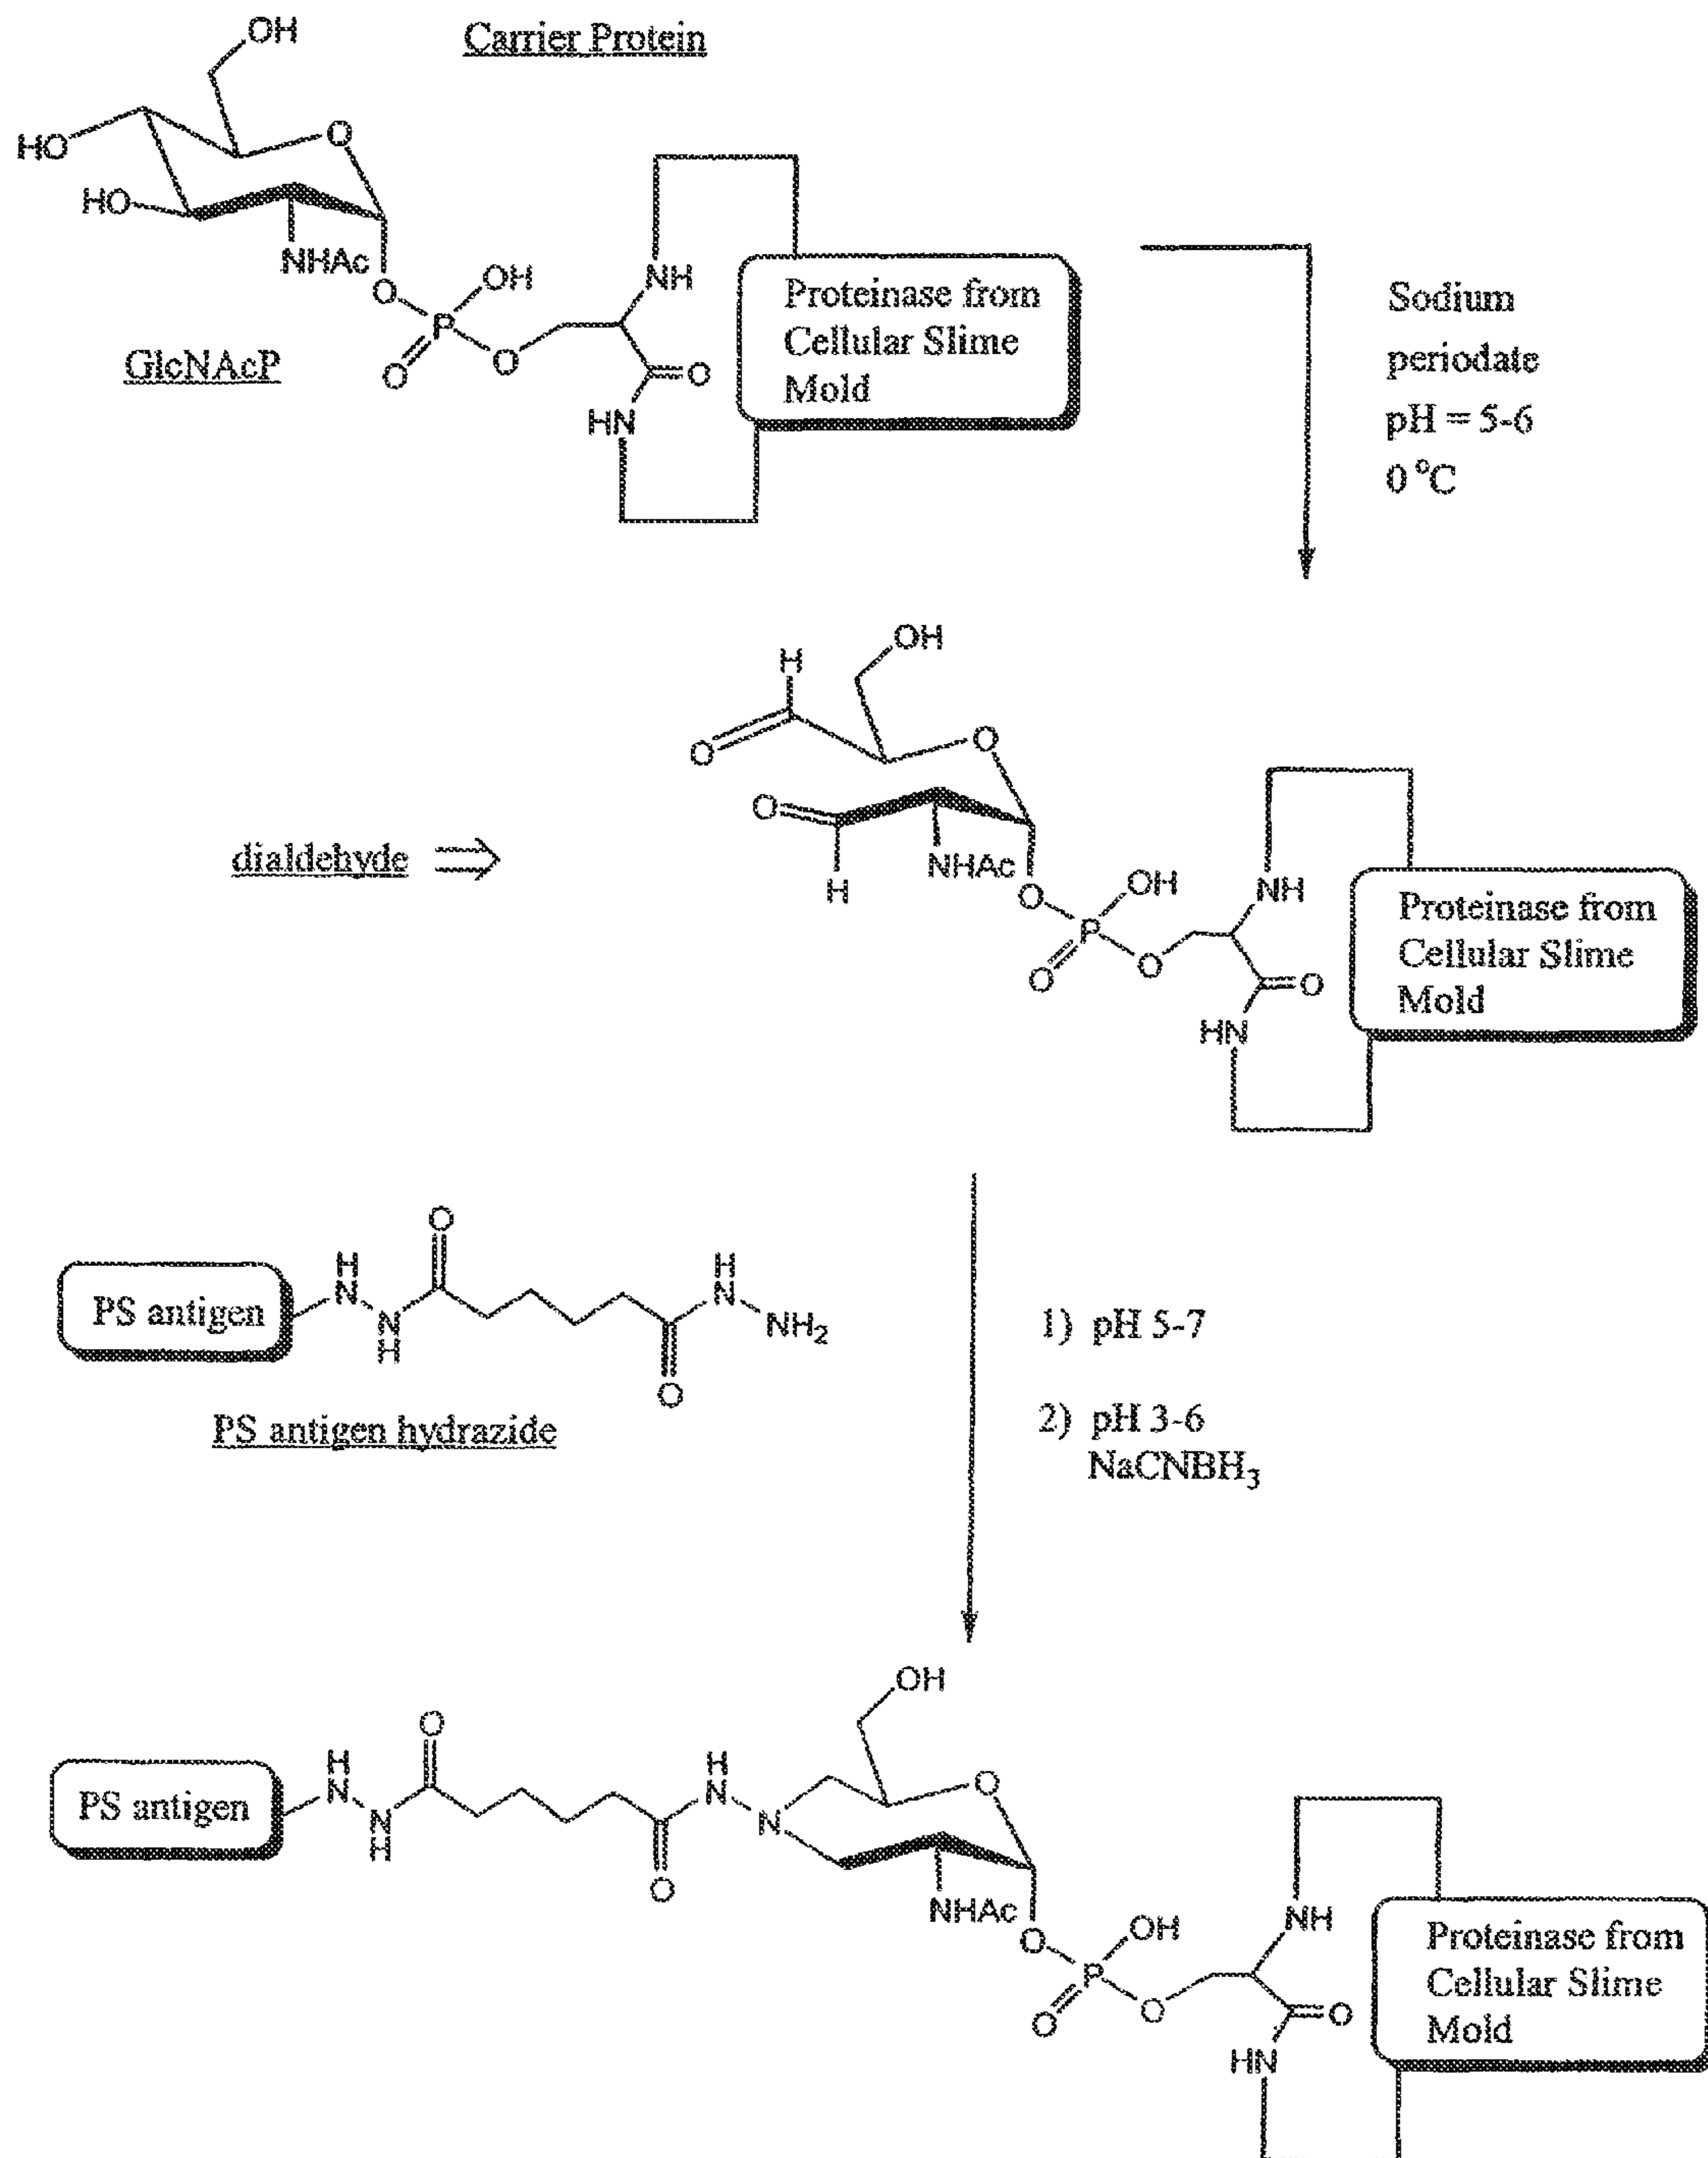 Carrier Protein
OH
HO
O
HO
NHAc
O
OH
P
O
O
NH
O
HN
GlcNAcP
Proteinase from
Cellular Slime
Mold
Sodium
periodate
pH = 5-6
0 °C
H
OH
O
O
O
H
NHAc
O
OH
P
O
O
NH
O
HN
dialdehyde
Proteinase from
Cellular Slime
Mold
PS antigen
H
N
N
H
O
O
H
N
NH2
PS antigen hydrazide
1) pH 5-7
2) pH 3-6
NaCNBH3
OH
PS antigen
H
N
N
H
O
O
H
N
N
O
NHAc
O
OH
P
O
O
NH
O
HN
Proteinase from
Cellular Slime
Mold